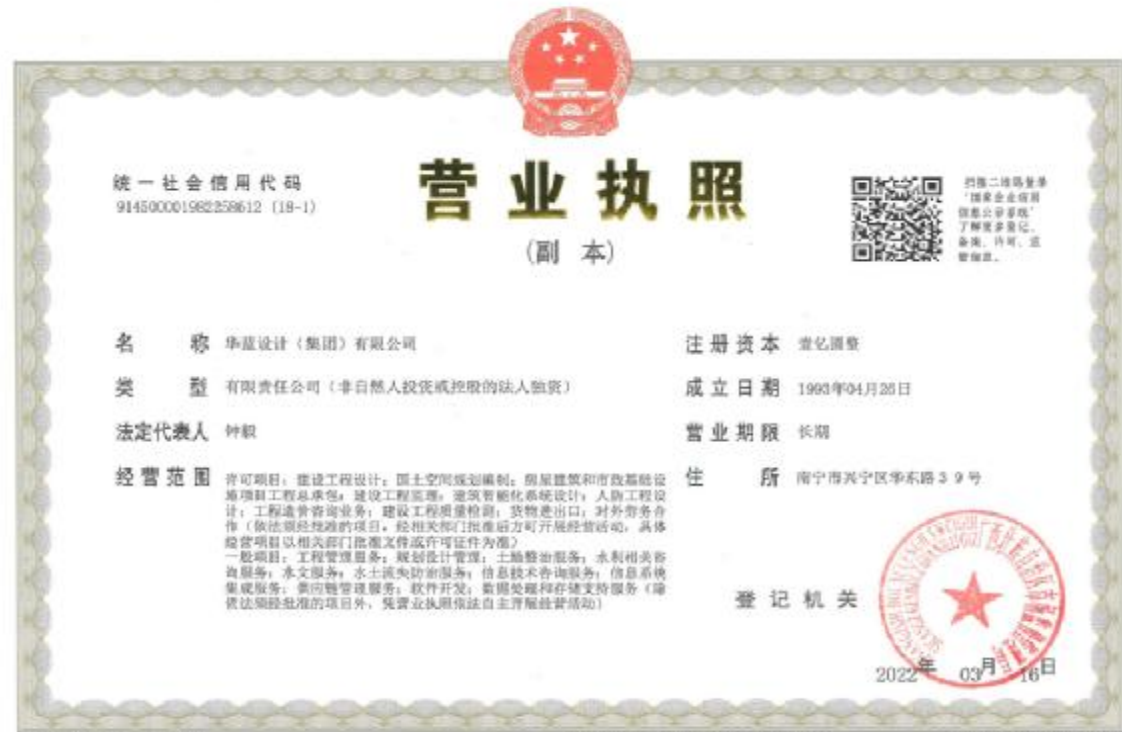 统一社会信用代码
914500001982258612 (18-1)
营业执照
(副 本)
扫描二维码登录
“国家企业信用
信息公示系统”
了解更多登记、
备案、许可、监
管信息。
名 称 华蓝设计（集团）有限公司
类 型 有限责任公司（非自然人投资或控股的法人独资）
法定代表人 钟毅
经营范围 许可项目：建设工程设计；国土空间规划编制；房屋建筑和市政基础设
施项目工程总承包；建设工程监理；建筑智能化系统设计；人防工程设
计；工程造价咨询业务；建设工程质量检测；货物进出口；对外劳务合
作（依法须经批准的项目，经相关部门批准后方可开展经营活动，具体
经营项目以相关部门批准文件或许可证件为准）
一般项目：工程管理服务；规划设计管理；土地整治服务；水利相关咨
询服务；水文服务；水土流失防治服务；信息技术咨询服务；信息系统
集成服务；供应链管理服务；软件开发；数据处理和存储支持服务（除
依法须经批准的项目外，凭营业执照依法自主开展经营活动）
注册资本 壹亿圆整
成立日期 1993年04月26日
营业期限 长期
住 所 南宁市兴宁区华东路39号
登记机关
2022年 03月 16日